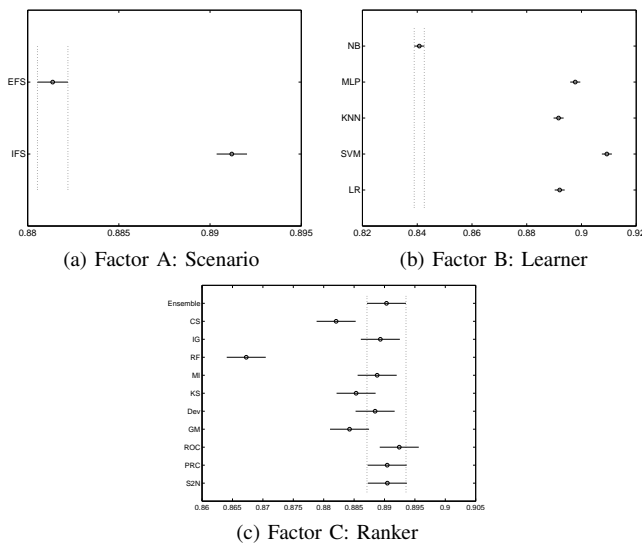 EFS
IFS
0.88 0.885 0.89 0.895
(a) Factor A: Scenario
NB
MLP
KNN
SVM
LR
0.82 0.84 0.86 0.88 0.9 0.92
(b) Factor B: Learner
Ensemble
CS
IG
RF
MI
KS
Dev
GM
ROC
PRC
S2N
0.86 0.865 0.87 0.875 0.88 0.885 0.89 0.895 0.9 0.905
(c) Factor C: Ranker